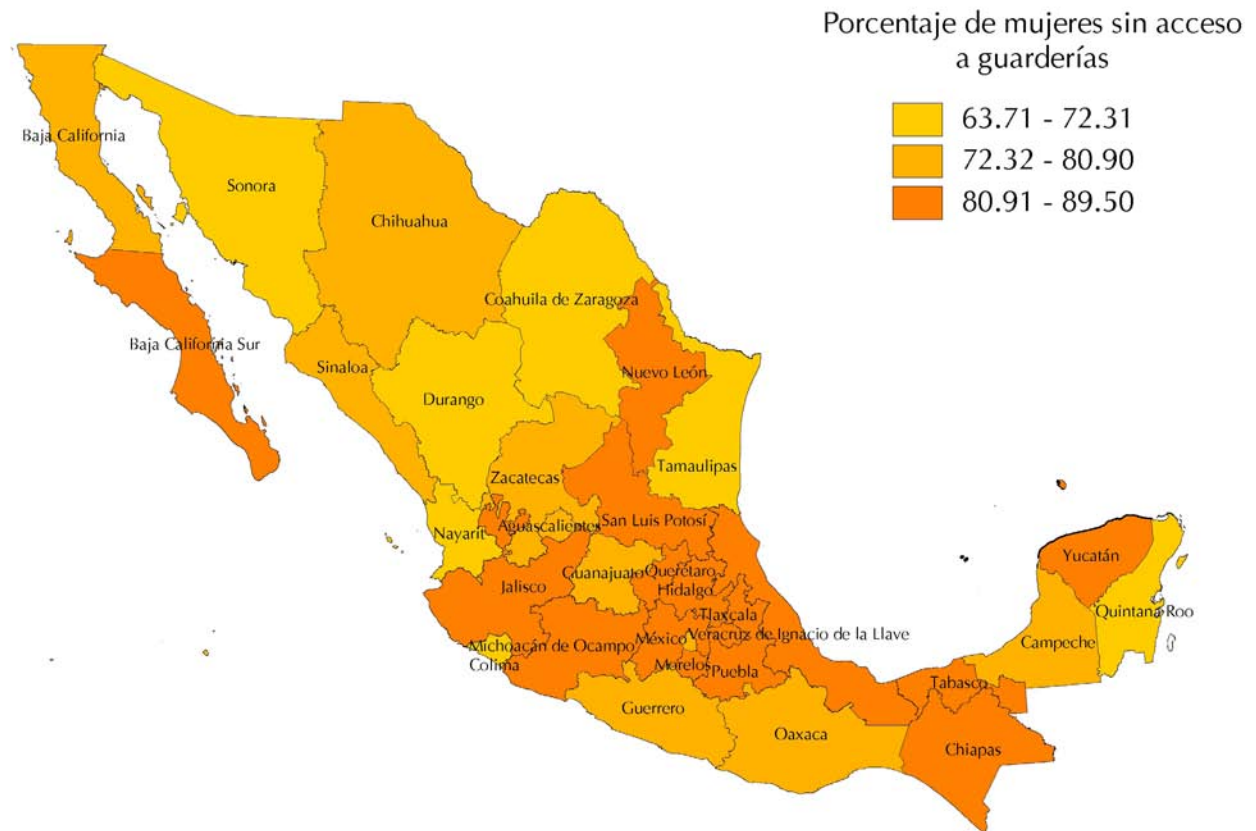 Porcentaje de mujeres sin acceso
a guarderías
63.71 - 72.31
72.32 - 80.90
80.91 - 89.50
Baja California
Sonora
Chihuahua
Coahuila de Zaragoza
Baja California Sur
Sinaloa
Nuevo León
Durango
Tamaulipas
Zacatecas
Nayarit
Aguascalientes
San Luis Potosí
Yucatán
Jalisco
Guanajuato
Querétaro
Hidalgo
Quintana Roo
Tlaxcala
Michoacán de Ocampo
México
Veracruz de Ignacio de la Llave
Campeche
Colima
Morelos
Puebla
Tabasco
Guerrero
Oaxaca
Chiapas